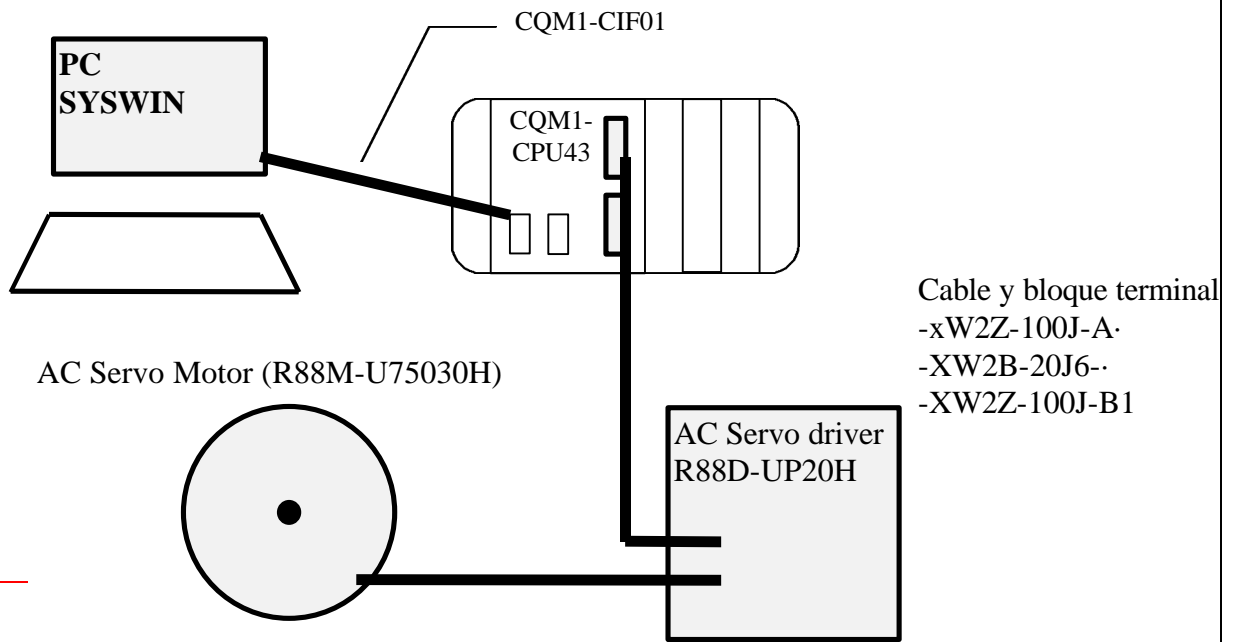 CQM1-CIF01
PC
SYSWIN
CQM1-
CPU43
Cable y bloque terminal
-xW2Z-100J-A·
-XW2B-20J6-·
-XW2Z-100J-B1
AC Servo Motor (R88M-U75030H)
AC Servo driver
R88D-UP20H